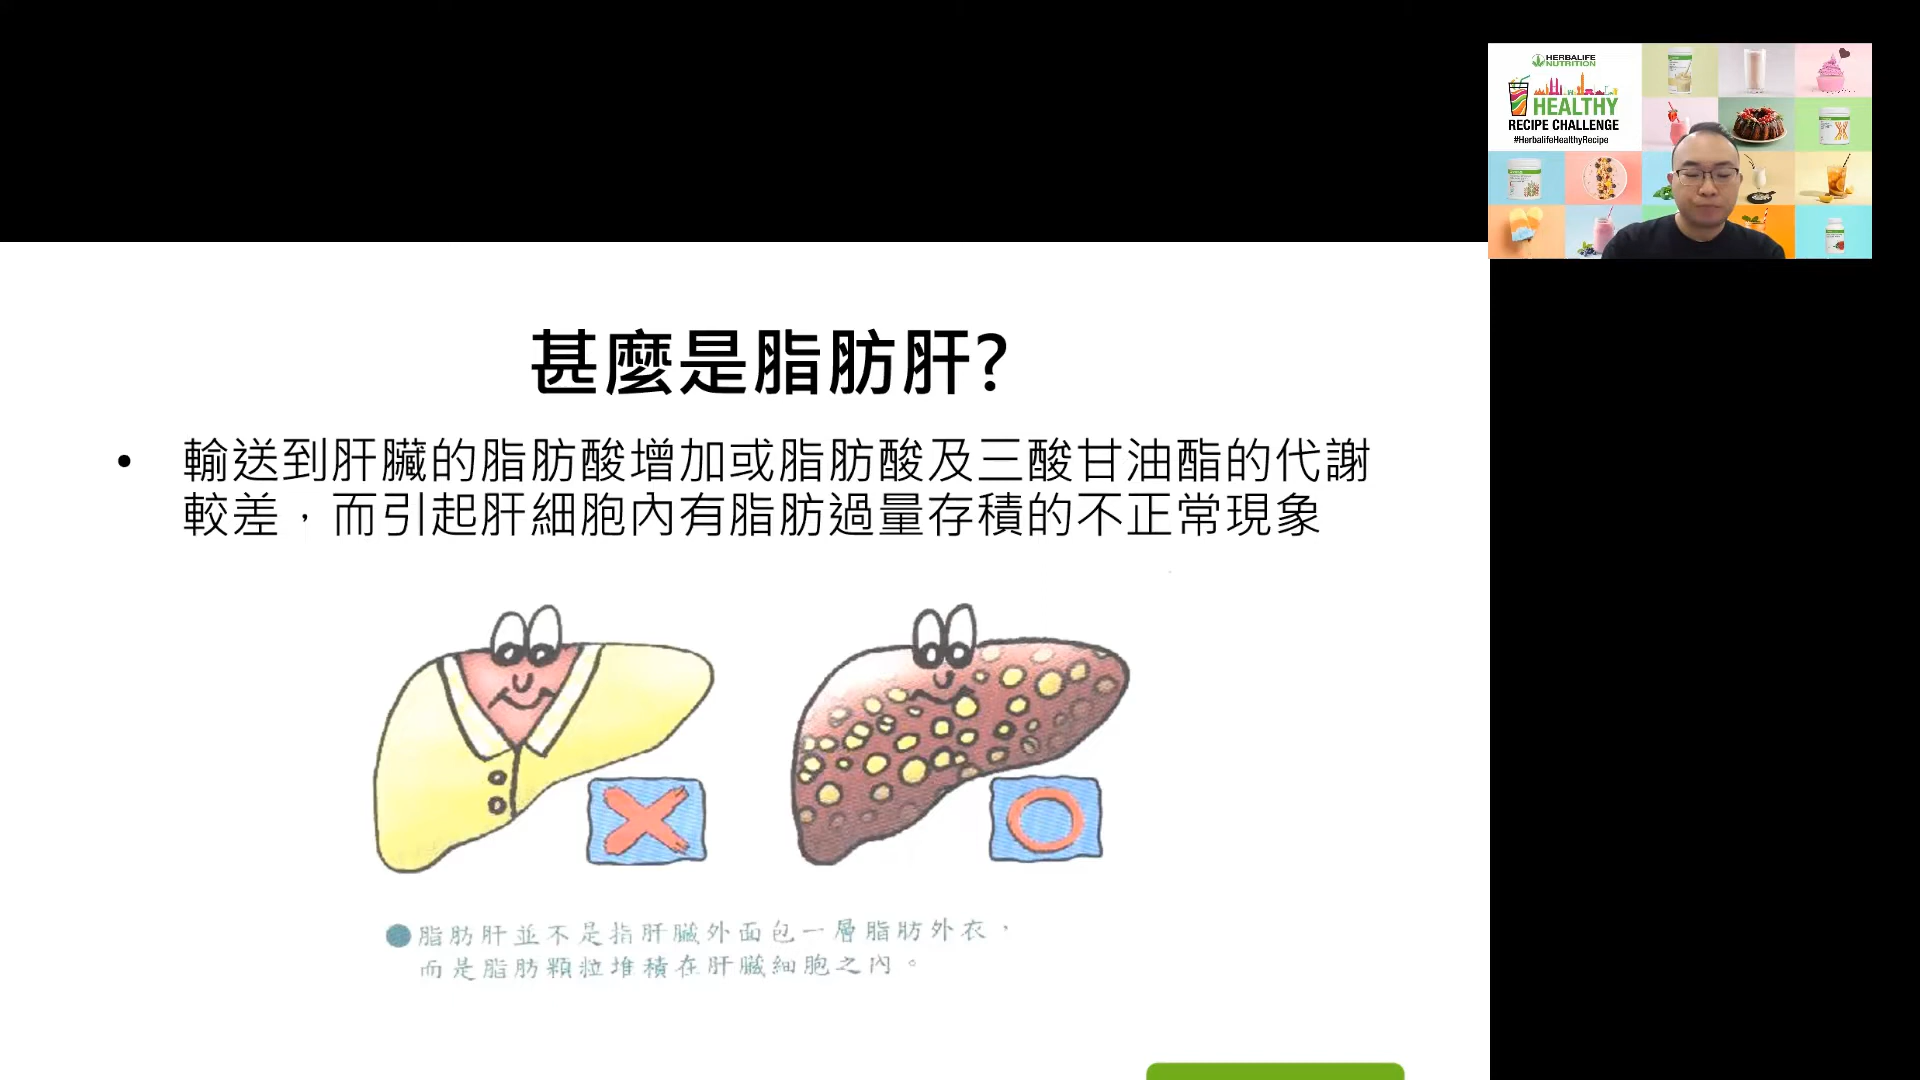 HERBALIFE
NUTRITION
HEALTHY
RECIPE CHALLENGE
#HerbalifeHealthyRecipe
甚麼是脂肪肝?
• 輸送到肝臟的脂肪酸增加或脂肪酸及三酸甘油酯的代謝
較差，而引起肝細胞內有脂肪過量存積的不正常現象
●脂肪肝並不是指肝臟外面包一層脂肪外衣，
而是脂肪顆粒堆積在肝臟細胞之內。